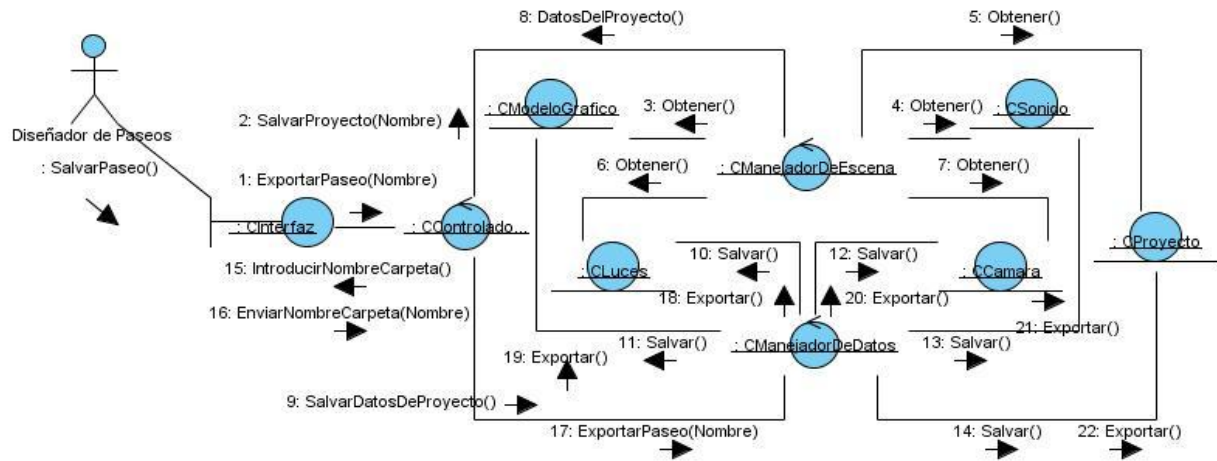 8: DatosDelProyecto()
5: Obtener()
: CModeloGrafico
3: Obtener()
4: Obtener()
: CSonido
2: SalvarProyecto(Nombre)
Diseñador de Paseos
: SalvarPaseo()
6: Obtener()
: CManejadorDeEscena
7: Obtener()
1: ExportarPaseo(Nombre)
: CInterfaz
: CControlado...
: CLuces
10: Salvar()
12: Salvar()
: CCamara
: CProyecto
15: IntroducirNombreCarpeta()
18: Exportar()
20: Exportar()
16: EnviarNombreCarpeta(Nombre)
21: Exportar()
19: Exportar()
11: Salvar()
: CManejadorDeDatos
13: Salvar()
9: SalvarDatosDeProyecto()
17: ExportarPaseo(Nombre)
14: Salvar()
22: Exportar()